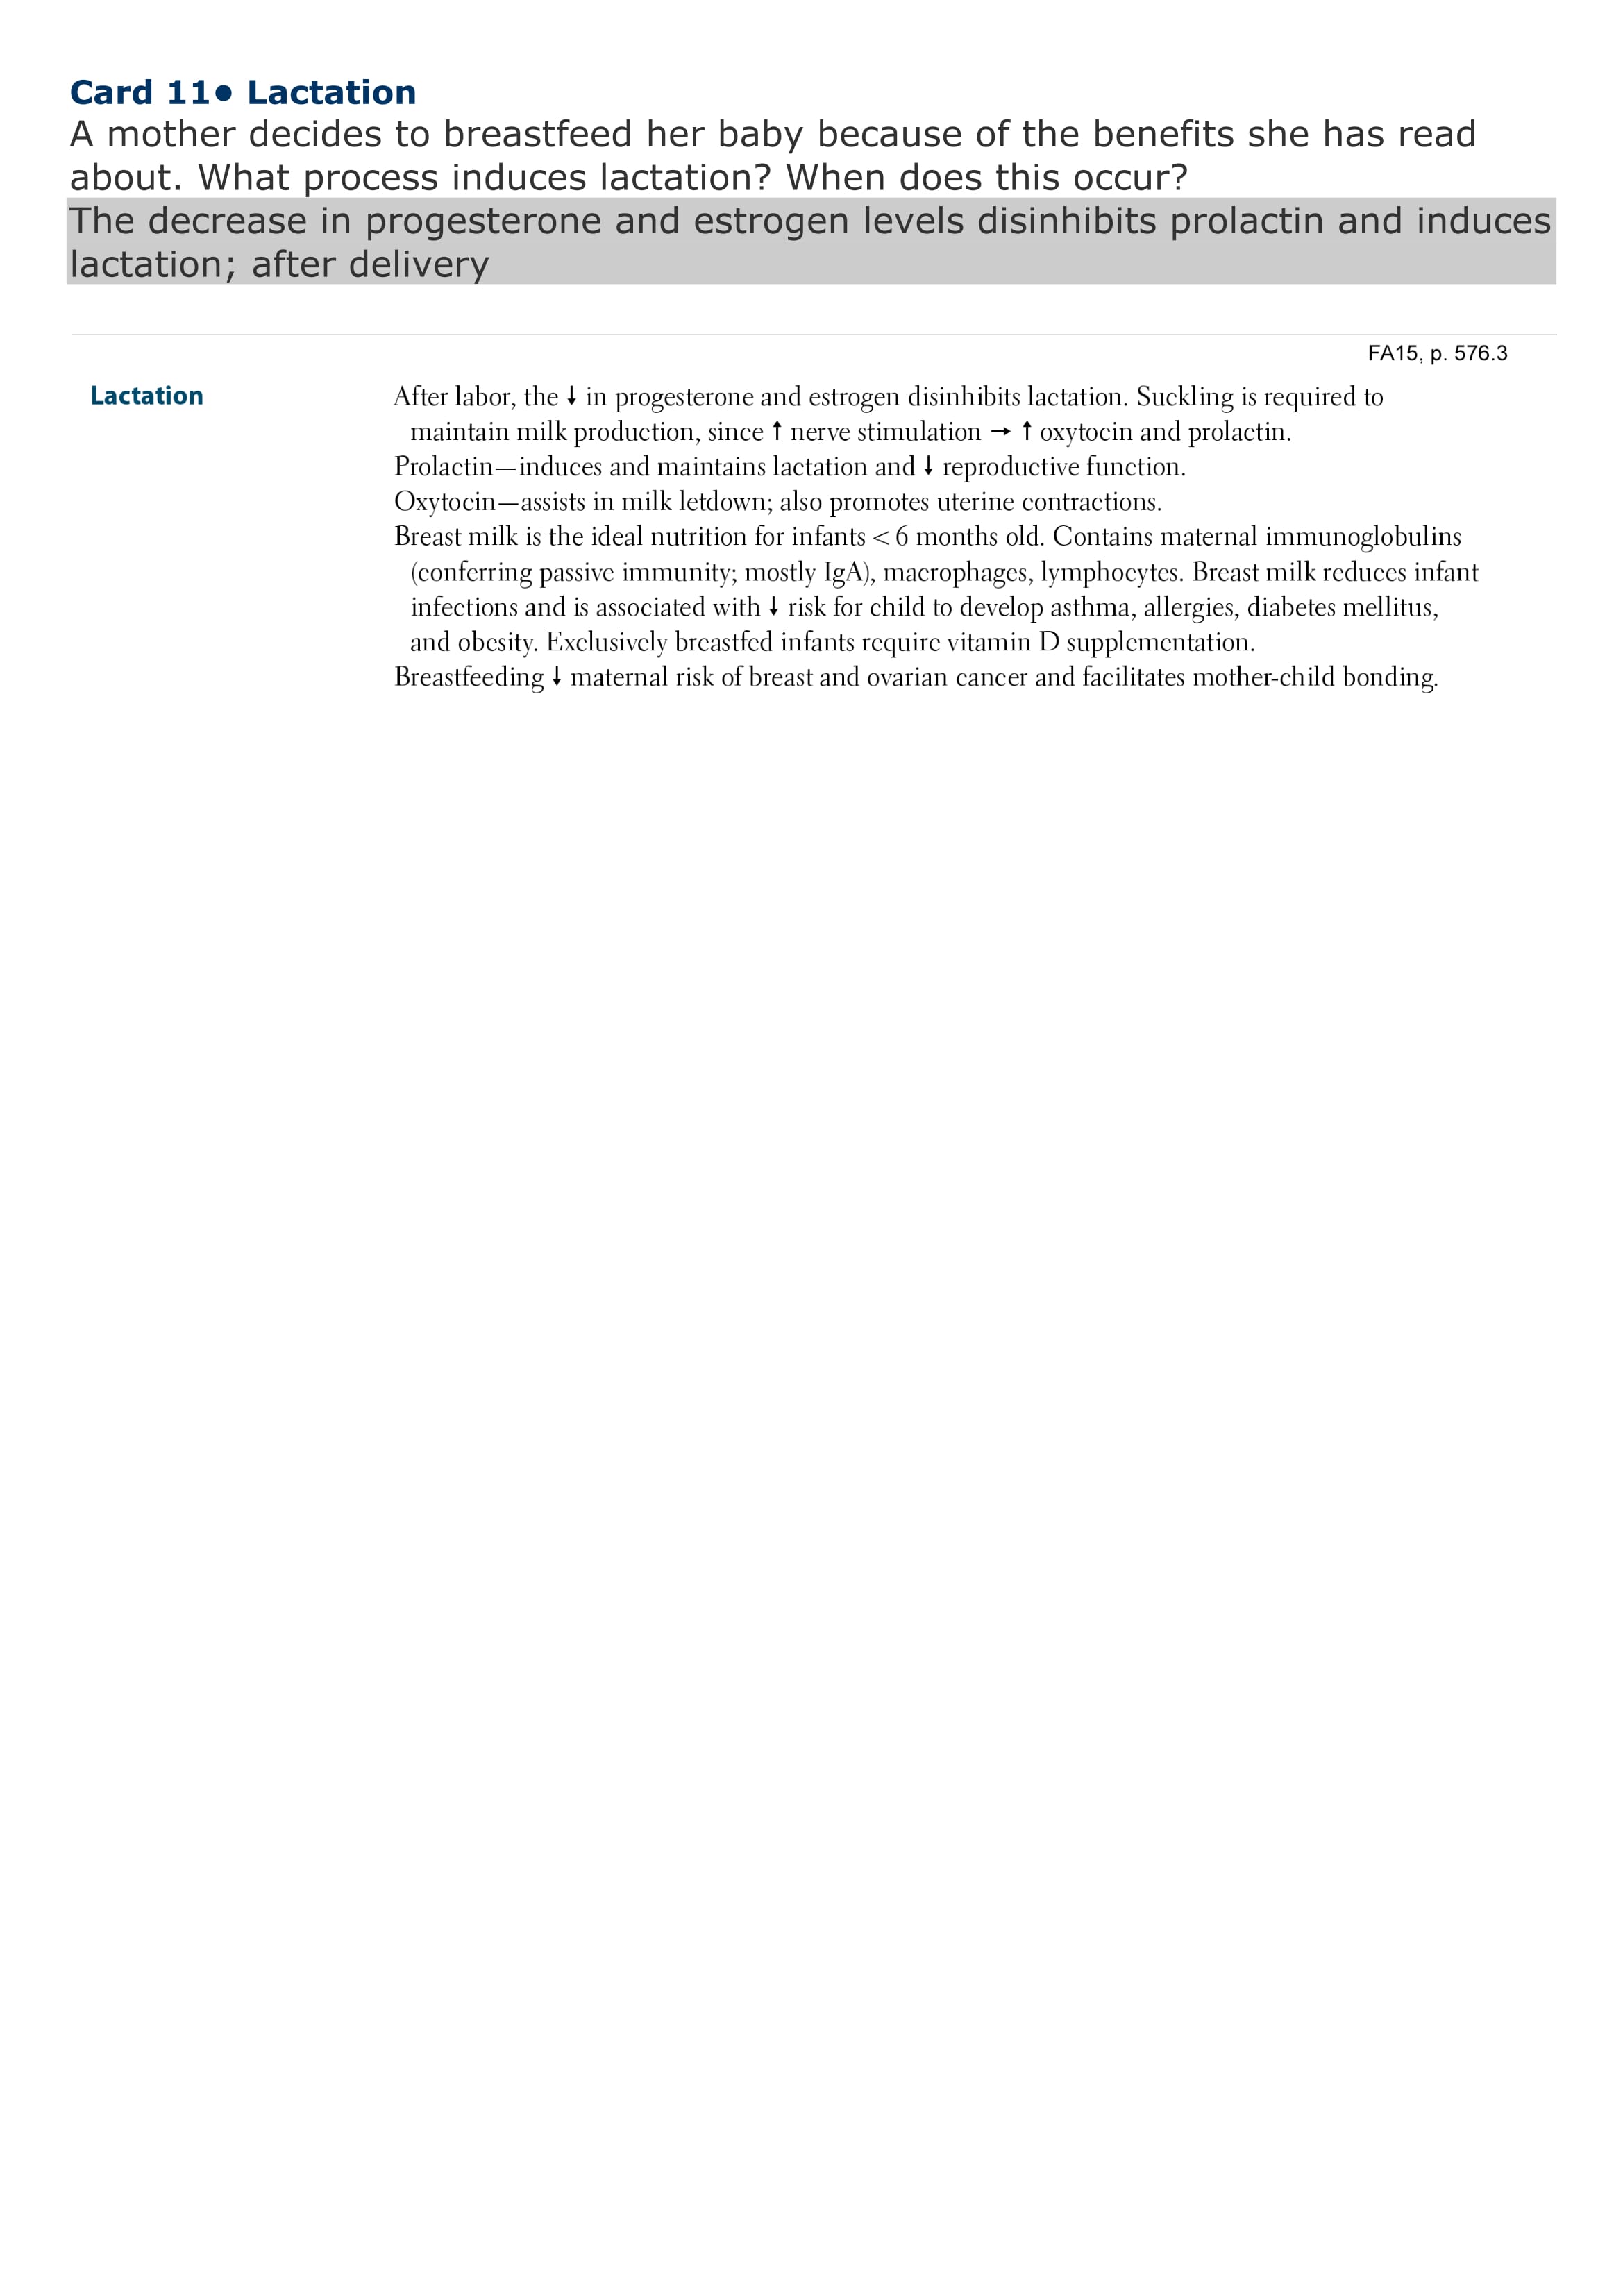 Card 11• Lactation
A mother decides to breastfeed her baby because of the benefits she has read
about. What process induces lactation? When does this occur?
The decrease in progesterone and estrogen levels disinhibits prolactin and induces
lactation; after delivery
FA15, p. 576.3
Lactation
After labor, the ↓ in progesterone and estrogen disinhibits lactation. Suckling is required to
maintain milk production, since ↑ nerve stimulation → ↑ oxytocin and prolactin.
Prolactin—induces and maintains lactation and ↓ reproductive function.
Oxytocin—assists in milk letdown; also promotes uterine contractions.
Breast milk is the ideal nutrition for infants < 6 months old. Contains maternal immunoglobulins
(conferring passive immunity; mostly IgA), macrophages, lymphocytes. Breast milk reduces infant
infections and is associated with ↓ risk for child to develop asthma, allergies, diabetes mellitus,
and obesity. Exclusively breastfed infants require vitamin D supplementation.
Breastfeeding ↓ maternal risk of breast and ovarian cancer and facilitates mother-child bonding.